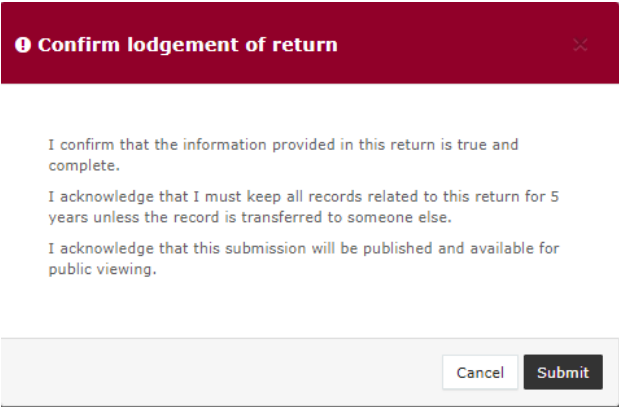 Confirm lodgement of return
I confirm that the information provided in this return is true and
complete.
I acknowledge that I must keep all records related to this return for 5
years unless the record is transferred to someone else.
I acknowledge that this submission will be published and available for
public viewing.
Cancel Submit